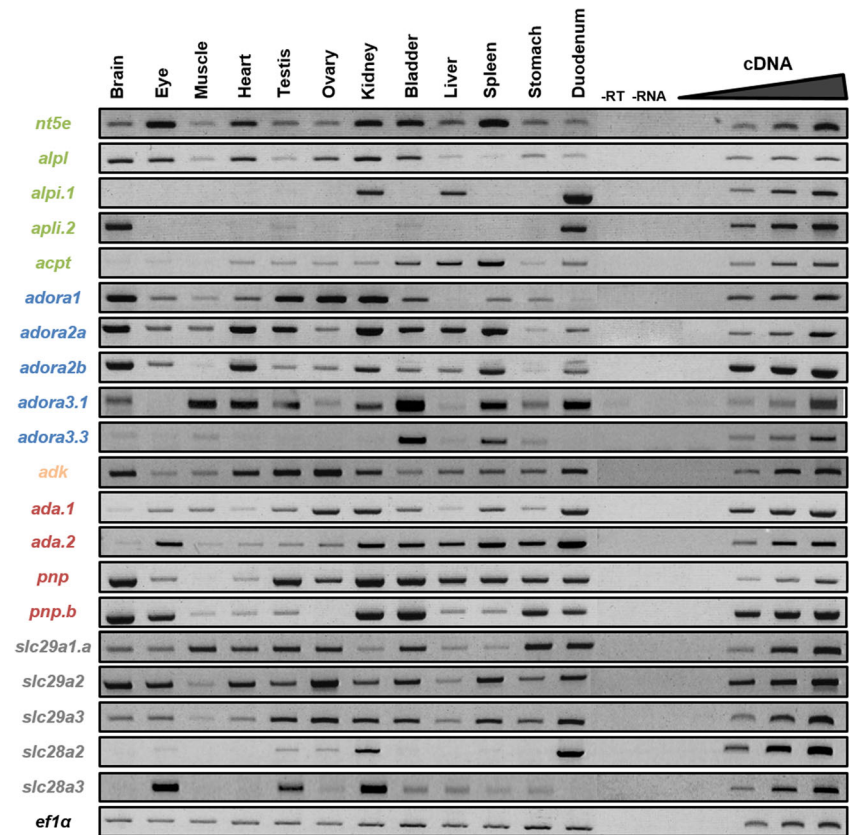 Brain Eye Muscle Heart Testis Ovary Kidney Bladder Liver Spleen Stomach Duodenum -RT -RNA cDNA
nt5e
alpl
alpi.1
apli.2
acpt
adora1
adora2a
adora2b
adora3.1
adora3.3
adk
ada.1
ada.2
pnp
pnp.b
slc29a1.a
slc29a2
slc29a3
slc28a2
slc28a3
ef1α